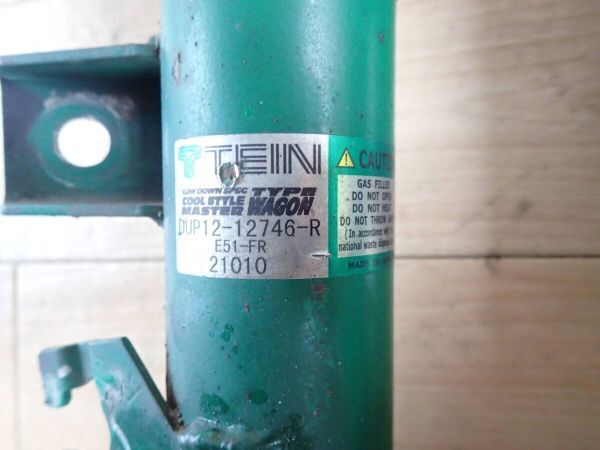 TEIN
LOW DOWN SPEC
COOL STYLE
MASTER
TYPE
WAGON
DUP12-12746-R
E51-FR
21010
CAUTION
GAS FILLED
DO NOT OPEN
DO NOT HEAT
DO NOT THROW
(In accordance with
national waste disposal
MADE IN